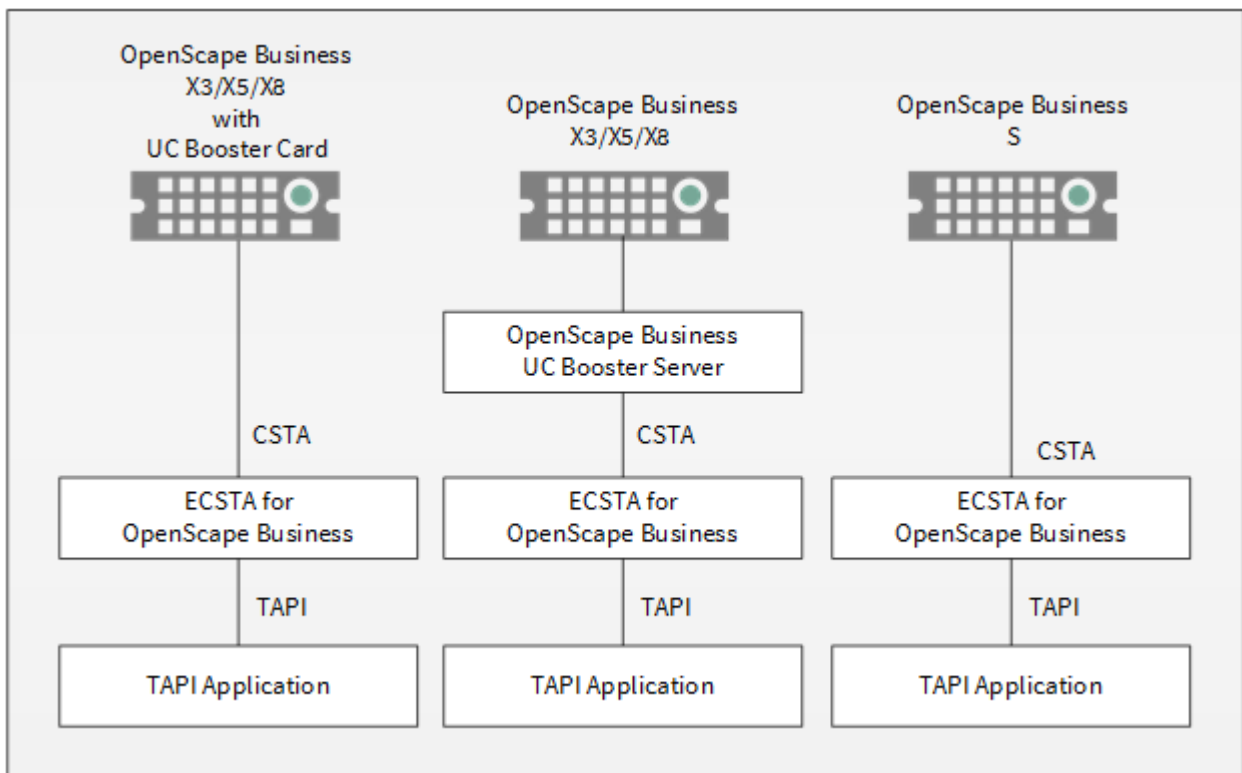 OpenScape Business
X3/X5/X8
with
UC Booster Card
OpenScape Business
X3/X5/X8
OpenScape Business
S
OpenScape Business
UC Booster Server
CSTA
CSTA
CSTA
ECSTA for
OpenScape Business
ECSTA for
OpenScape Business
ECSTA for
OpenScape Business
TAPI
TAPI
TAPI
TAPI Application
TAPI Application
TAPI Application